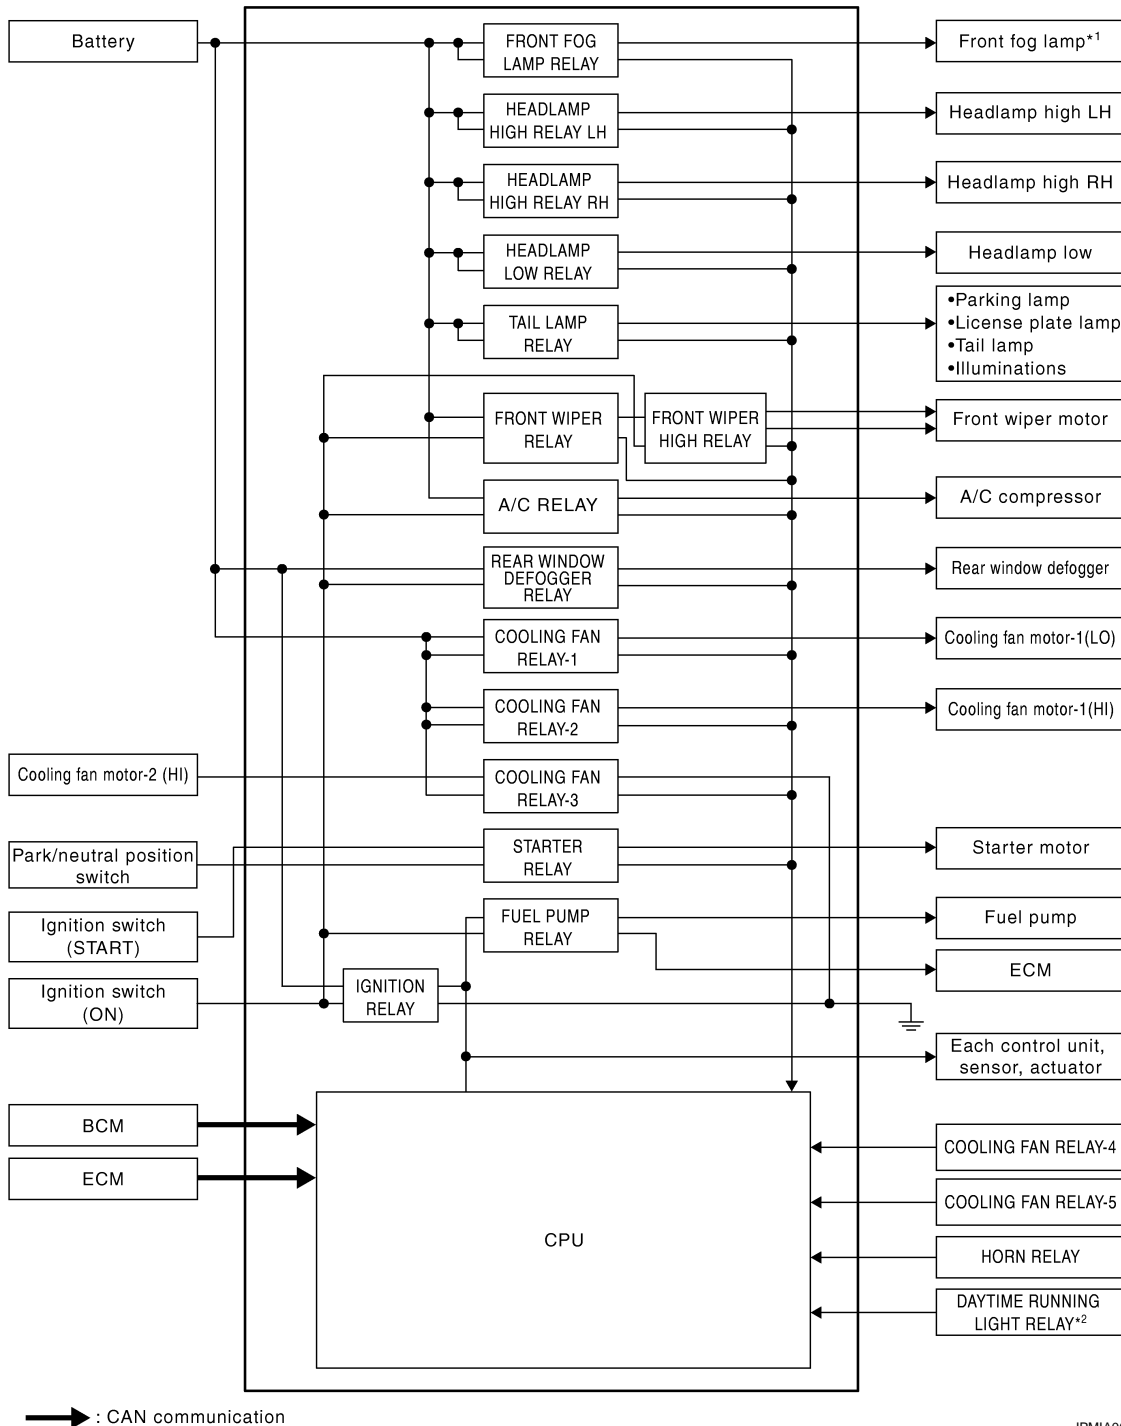 Battery
FRONT FOG
LAMP RELAY
Front fog lamp*1
HEADLAMP
HIGH RELAY LH
Headlamp high LH
HEADLAMP
HIGH RELAY RH
Headlamp high RH
HEADLAMP
LOW RELAY
Headlamp low
TAIL LAMP
RELAY
•Parking lamp
•License plate lamp
•Tail lamp
•Illuminations
FRONT WIPER
RELAY
FRONT WIPER
HIGH RELAY
Front wiper motor
A/C RELAY
A/C compressor
REAR WINDOW
DEFOGGER
RELAY
Rear window defogger
COOLING FAN
RELAY-1
Cooling fan motor-1(LO)
COOLING FAN
RELAY-2
Cooling fan motor-1(HI)
Cooling fan motor-2 (HI)
COOLING FAN
RELAY-3
Park/neutral position
switch
STARTER
RELAY
Starter motor
Ignition switch
(START)
FUEL PUMP
RELAY
Fuel pump
ECM
Ignition switch
(ON)
IGNITION
RELAY
Each control unit,
sensor, actuator
BCM
ECM
CPU
COOLING FAN RELAY-4
COOLING FAN RELAY-5
HORN RELAY
DAYTIME RUNNING
LIGHT RELAY*2
: CAN communication